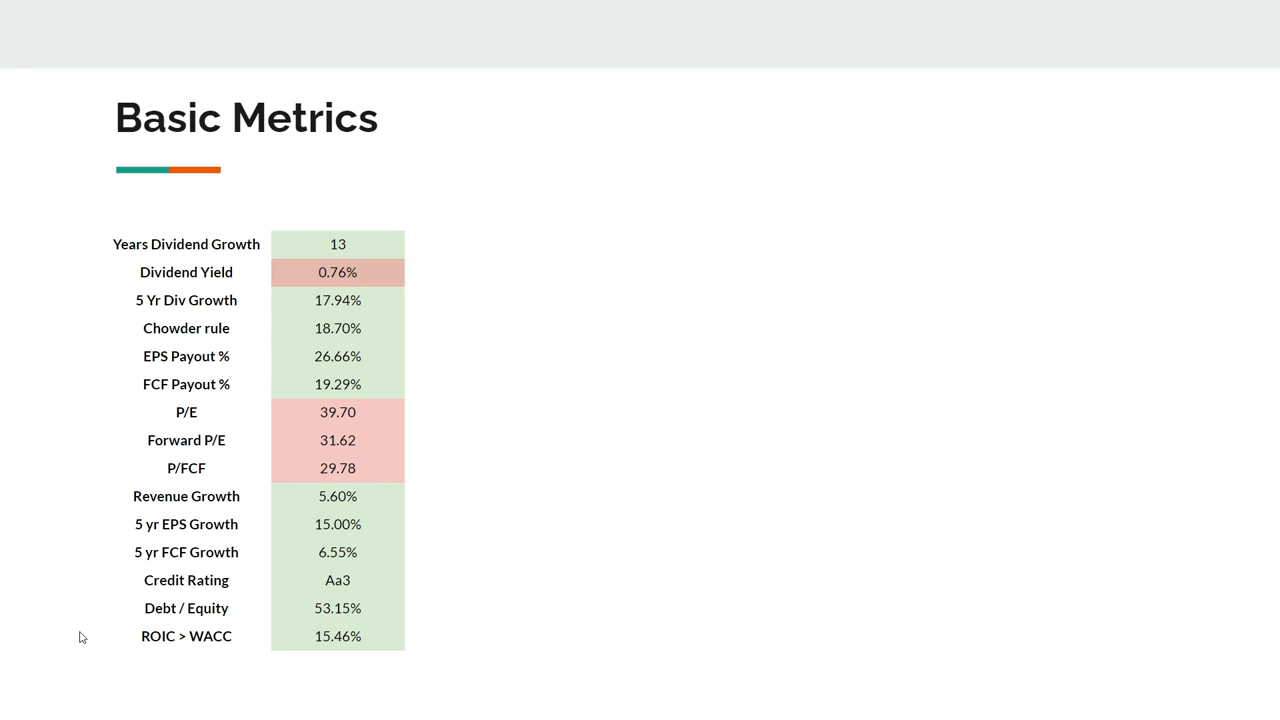 Basic Metrics
Years Dividend Growth 13
Dividend Yield 0.76%
5 Yr Div Growth 17.94%
Chowder rule 18.70%
EPS Payout % 26.66%
FCF Payout % 19.29%
P/E 39.70
Forward P/E 31.62
P/FCF 29.78
Revenue Growth 5.60%
5 yr EPS Growth 15.00%
5 yr FCF Growth 6.55%
Credit Rating Aa3
Debt / Equity 53.15%
ROIC > WACC 15.46%